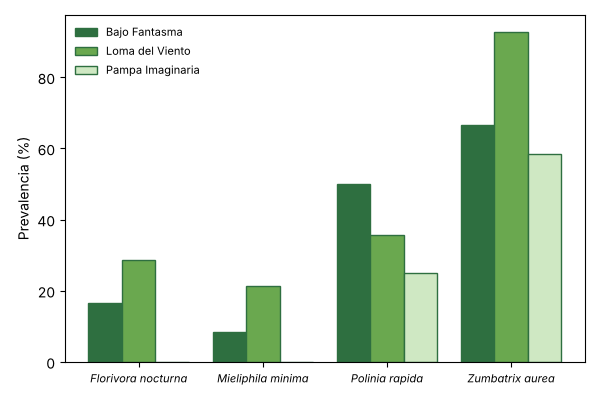 Bajo Fantasma
Loma del Viento
Pampa Imaginaria
Prevalencia (%)
80
60
40
20
0
Florivora nocturna
Mieliphila minima
Polinia rapida
Zumbatrix aurea